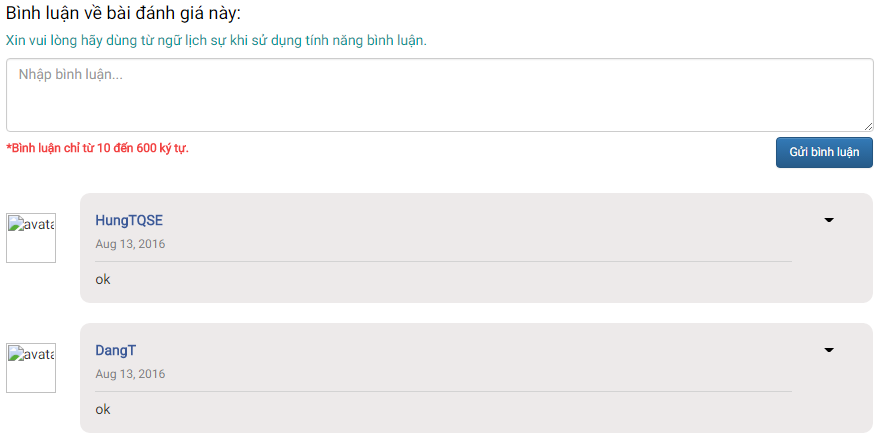 Bình luận về bài đánh giá này:
Xin vui lòng hãy dùng từ ngữ lịch sự khi sử dụng tính năng bình luận.
Nhập bình luận...
*Bình luận chỉ từ 10 đến 600 ký tự.
Gửi bình luận
HungTQSE
avata
Aug 13, 2016
ok
DangT
avata
Aug 13, 2016
ok